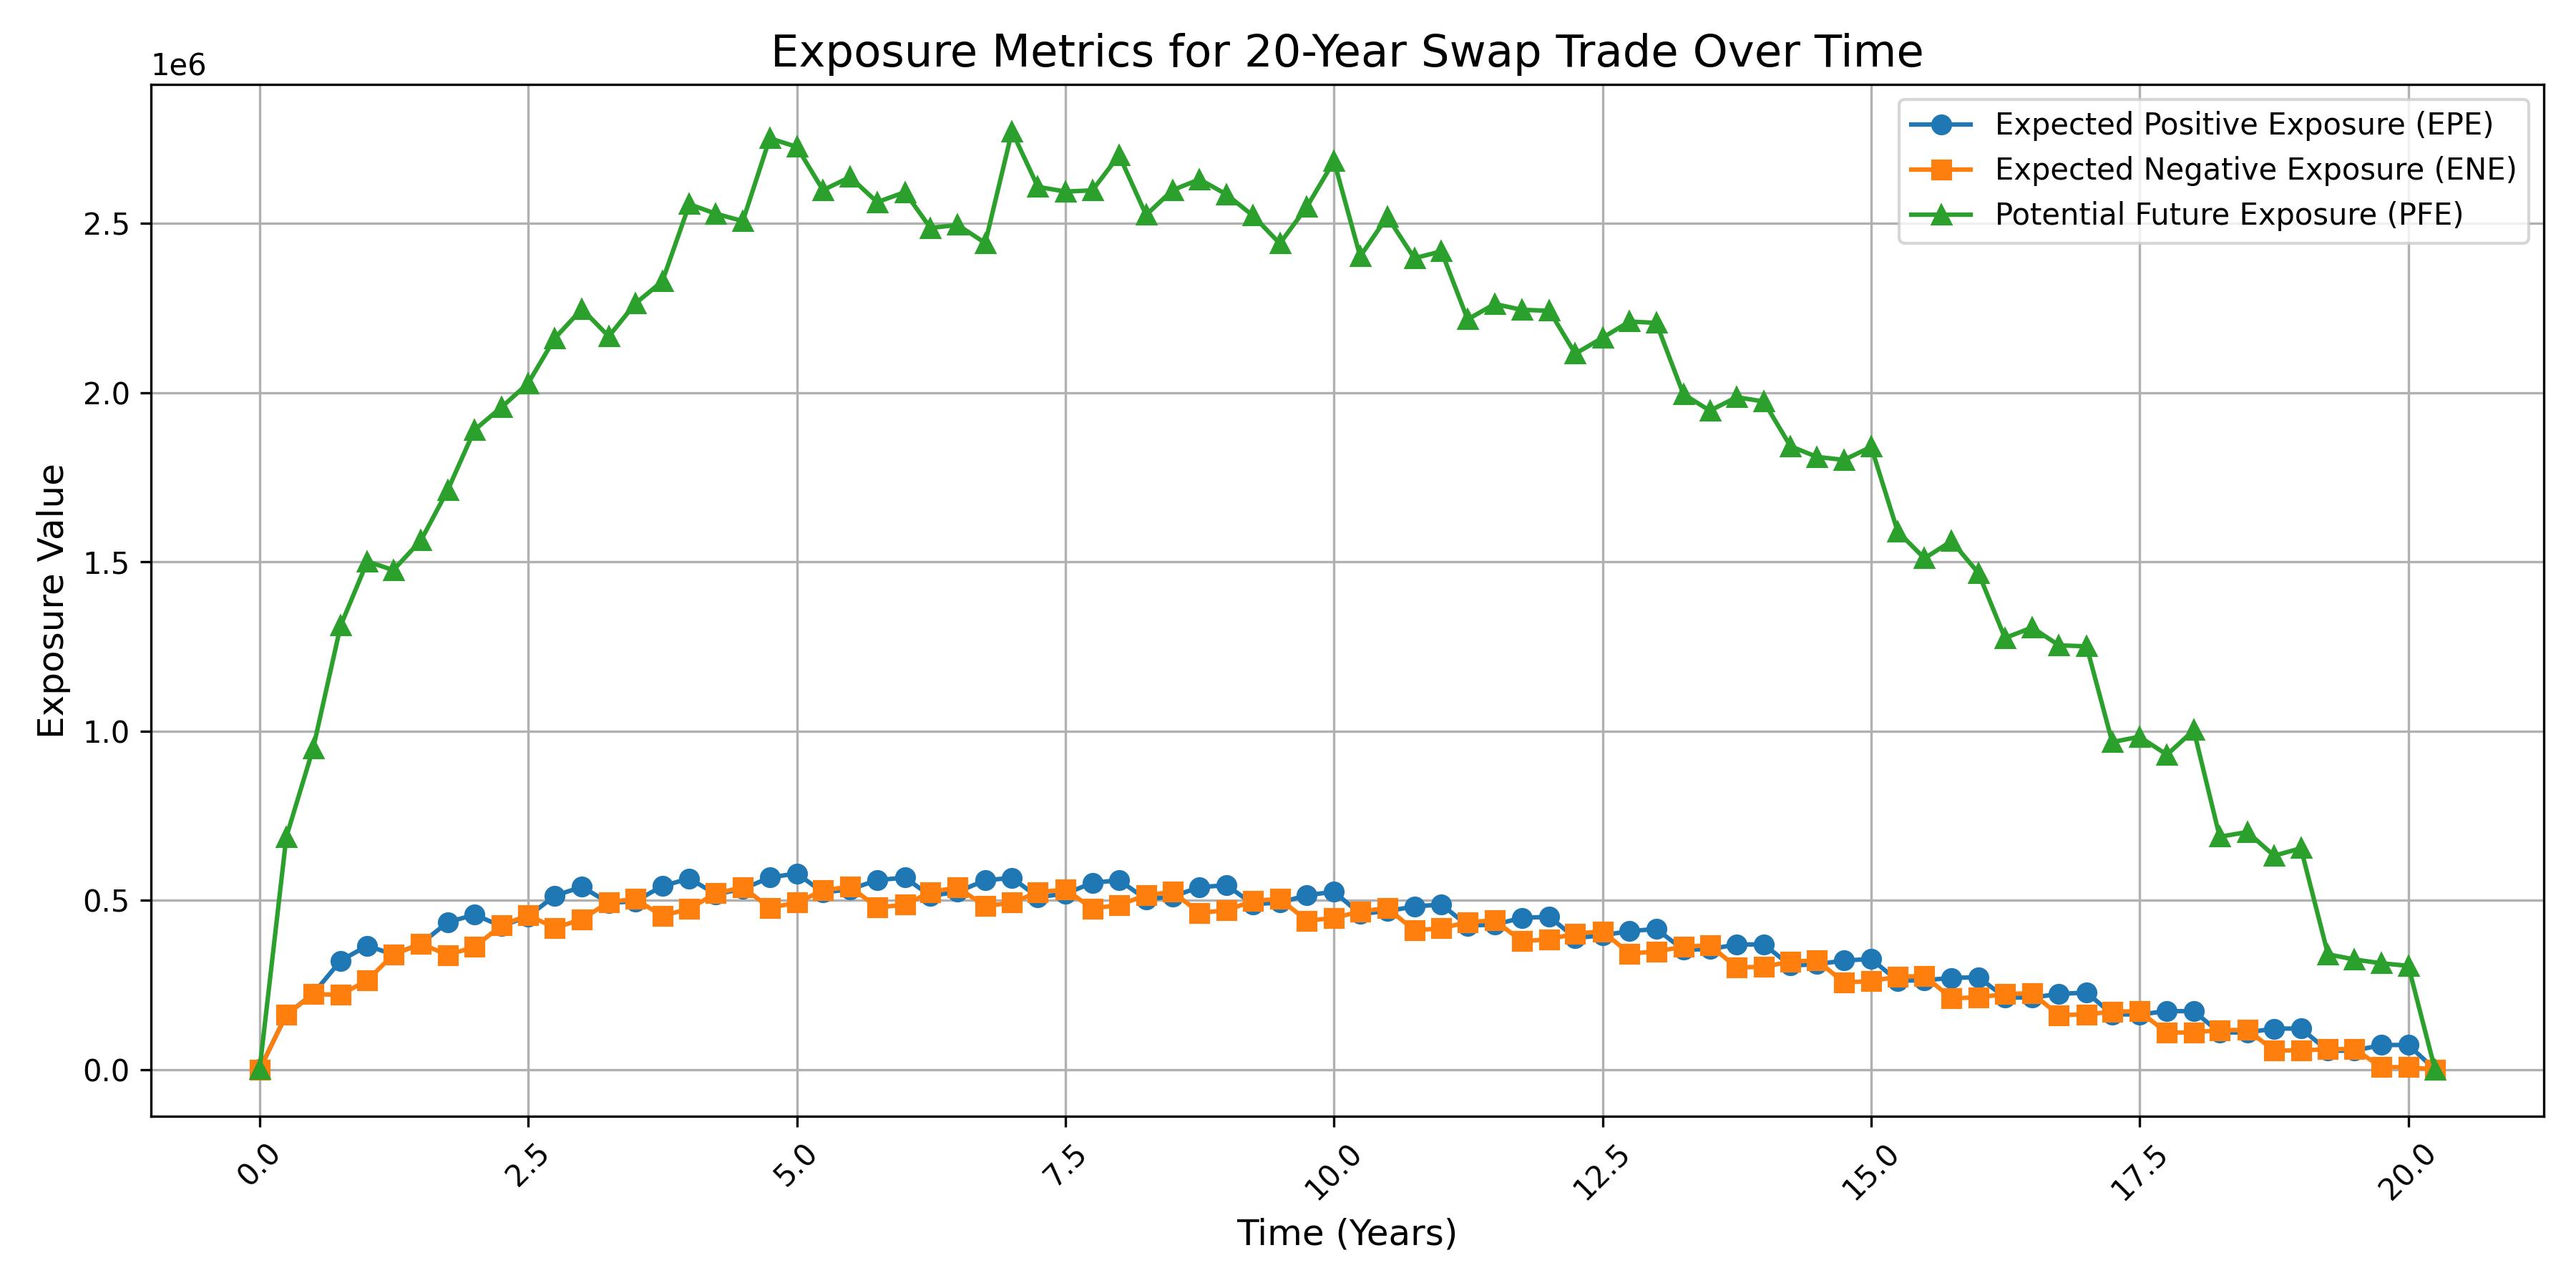 Exposure Metrics for 20-Year Swap Trade Over Time
1e6
Expected Positive Exposure (EPE)
Expected Negative Exposure (ENE)
Potential Future Exposure (PFE)
Exposure Value
2.5
2.0
1.5
1.0
0.5
0.0
0.0 2.5 5.0 7.5 10.0 12.5 15.0 17.5 20.0
Time (Years)